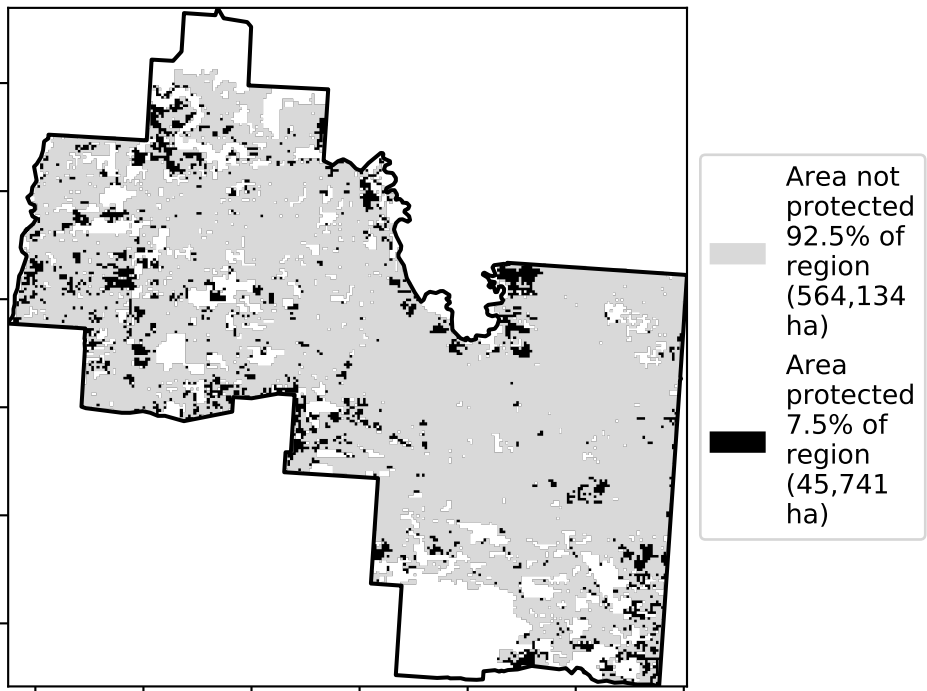 Area not
protected
92.5% of
region
(564,134
ha)
Area
protected
7.5% of
region
(45,741
ha)